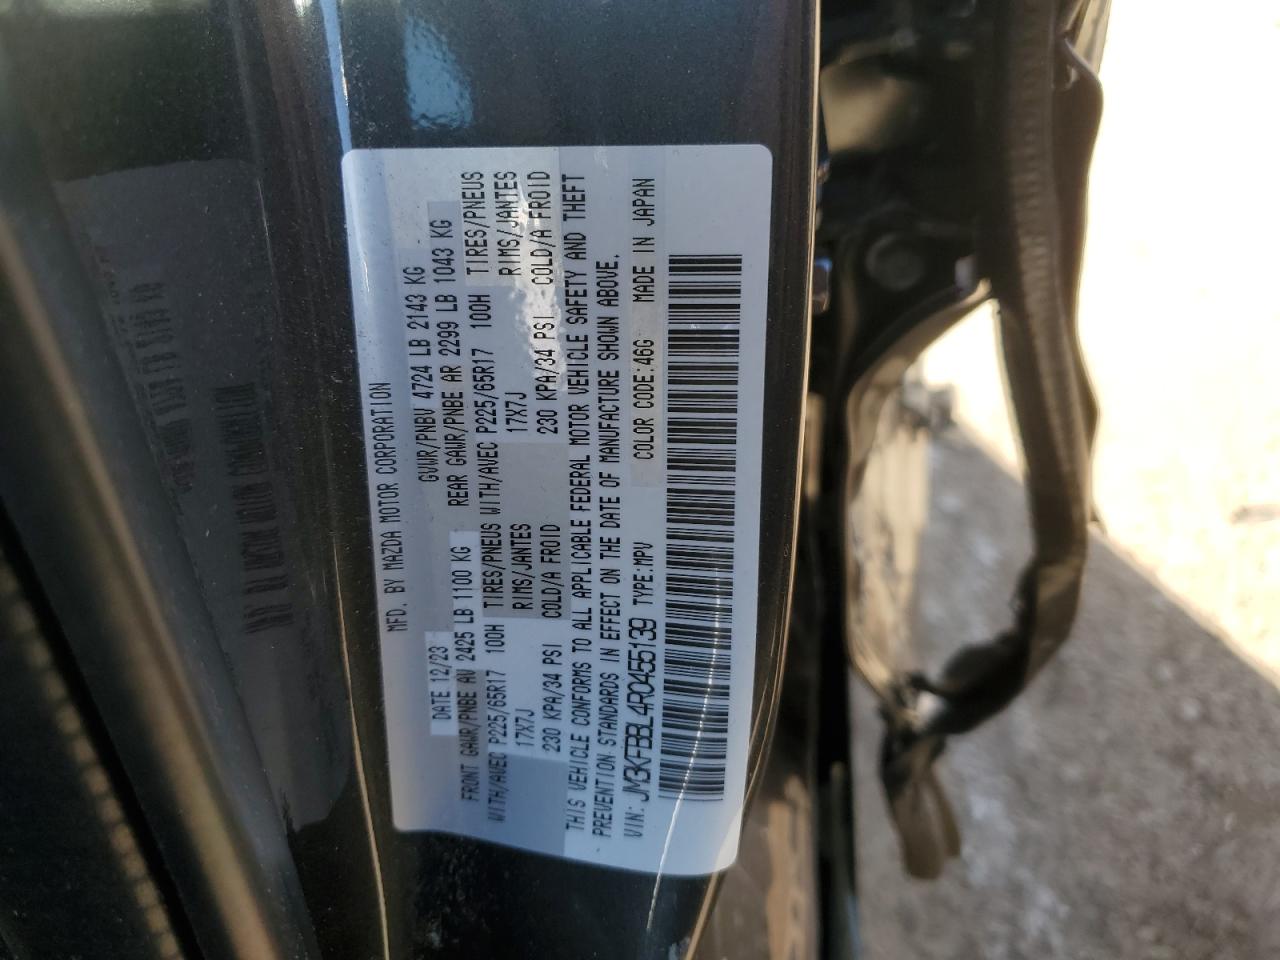 MFD. BY MAZDA MOTOR CORPORATION
DATE 12/23 GVWR/PNBV 4724 LB 2143 KG
FRONT GAWR/PNBE AV 2425 LB 1100 KG REAR GAWR/PNBE AR 2299 LB 1043 KG
WITH/AVEC P225/65R17 100H TIRES/PNEUS WITH/AVEC P225/65R17 100H TIRES/PNEUS
17X7J RIMS/JANTES 17X7J RIMS/JANTES
230 KPA/34 PSI COLD/A FROID 230 KPA/34 PSI COLD/A FROID
THIS VEHICLE CONFORMS TO ALL APPLICABLE FEDERAL MOTOR VEHICLE SAFETY AND THEFT
PREVENTION STANDARDS IN EFFECT ON THE DATE OF MANUFACTURE SHOWN ABOVE.
VIN: JM3KFBBL4R0455139 TYPE:MPV COLOR CODE:46G MADE IN JAPAN